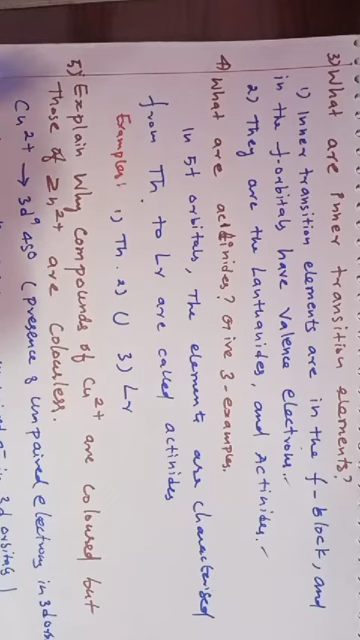 3) What are inner transition elements?
1) Inner transition elements are in the f-block, and
in the f-orbitals have valence electrons.
2) They are the Lanthanides, and Actinides.
4) What are actinides? Give 3-examples.
In 5f orbitals, The elements are characterised
from Th to Lr are called actinides
Examples: 1) Th 2) U 3) Lr
5) Explain why compounds of Cu2+ are coloured but
Those of Zn2+ are colourless.
Cu2+ → 3d9 4s0 (presence of unpaired electron in 3d
in 3d orbitals)